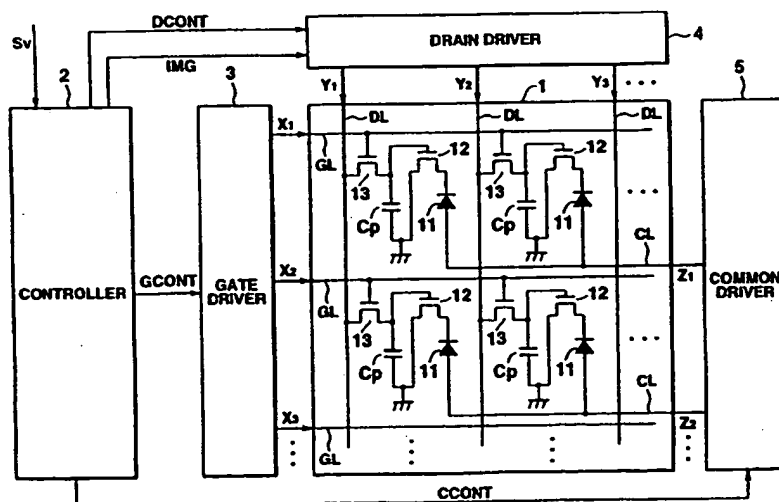 DCONT
Sv
IMG
DRAIN DRIVER
4
2
3
Y1
Y2
Y3
1
5
DL
DL
DL
X1
GL
12
12
13
13
Cp
11
Cp
11
CL
CONTROLLER
GCONT
GATE
DRIVER
X2
GL
GL
Z1
COMMON
DRIVER
12
12
13
13
Cp
11
Cp
11
CL
X3
GL
Z2
CCONT